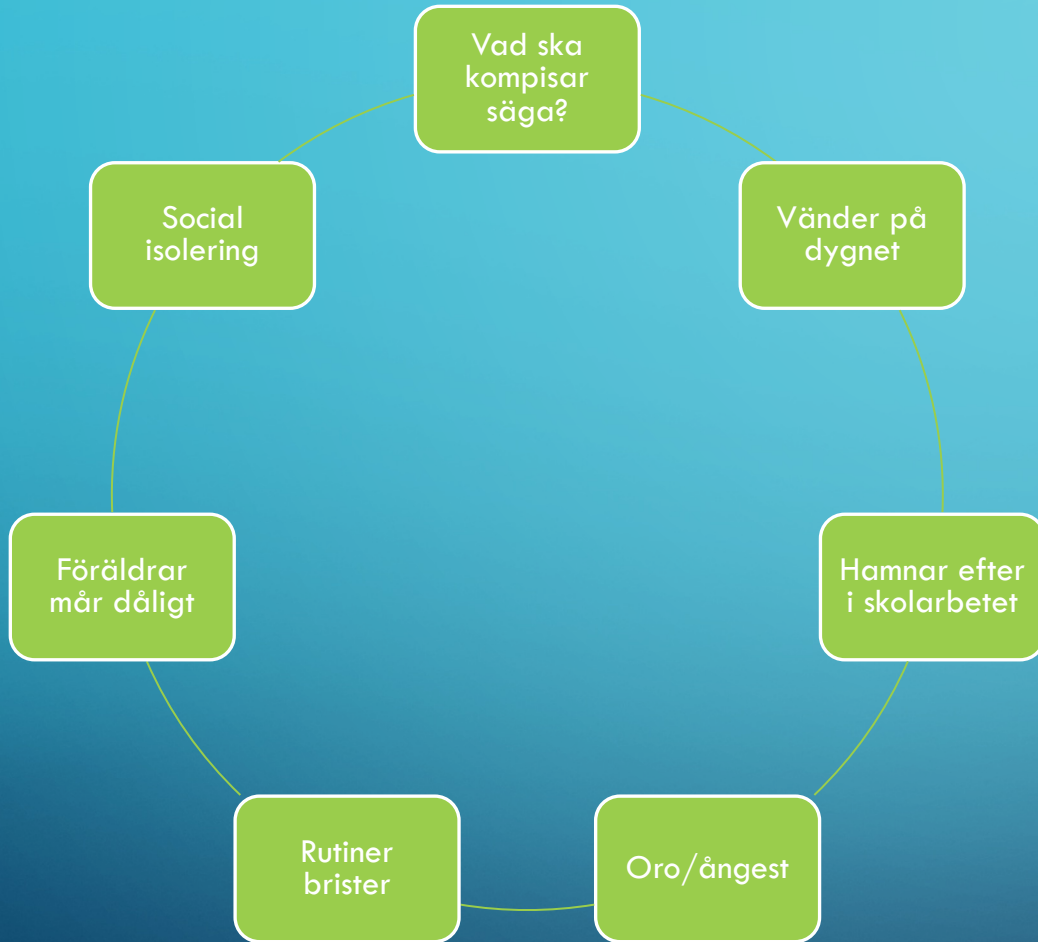 Vad ska
kompisar
säga?
Vänder på
dygnet
Hamnar efter
i skolarbetet
Oro/ångest
Rutiner
brister
Föräldrar
mår dåligt
Social
isolering